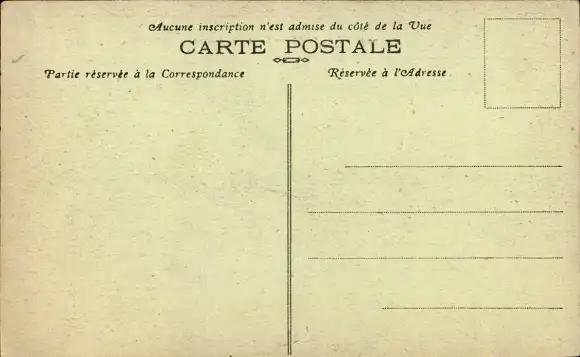 Aucune inscription n'est admise du côté de la Vue
CARTE POSTALE
Partie réservée à la Correspondance
Réservée à l'Adresse